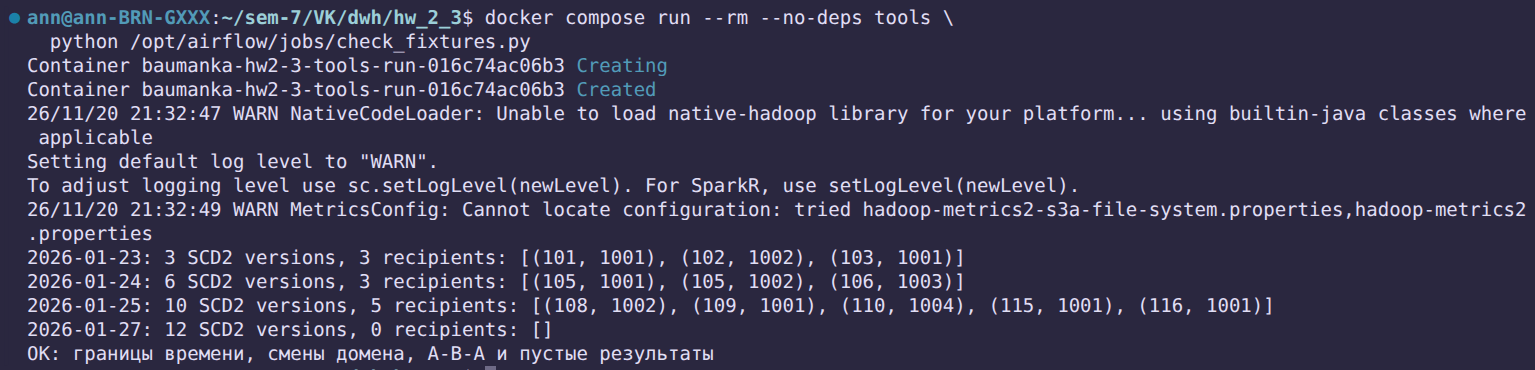 ann@ann-BRN-GXXX:~/sem-7/VK/dwh/hw_2_3$ docker compose run --rm --no-deps tools \
python /opt/airflow/jobs/check_fixtures.py
Container baumanka-hw2-3-tools-run-016c74ac06b3 Creating
Container baumanka-hw2-3-tools-run-016c74ac06b3 Created
26/11/20 21:32:47 WARN NativeCodeLoader: Unable to load native-hadoop library for your platform... using builtin-java classes where
applicable
Setting default log level to "WARN".
To adjust logging level use sc.setLogLevel(newLevel). For SparkR, use setLogLevel(newLevel).
26/11/20 21:32:49 WARN MetricsConfig: Cannot locate configuration: tried hadoop-metrics2-s3a-file-system.properties,hadoop-metrics2
.properties
2026-01-23: 3 SCD2 versions, 3 recipients: [(101, 1001), (102, 1002), (103, 1001)]
2026-01-24: 6 SCD2 versions, 3 recipients: [(105, 1001), (105, 1002), (106, 1003)]
2026-01-25: 10 SCD2 versions, 5 recipients: [(108, 1002), (109, 1001), (110, 1004), (115, 1001), (116, 1001)]
2026-01-27: 12 SCD2 versions, 0 recipients: []
OK: границы времени, смены домена, A-B-A и пустые результаты